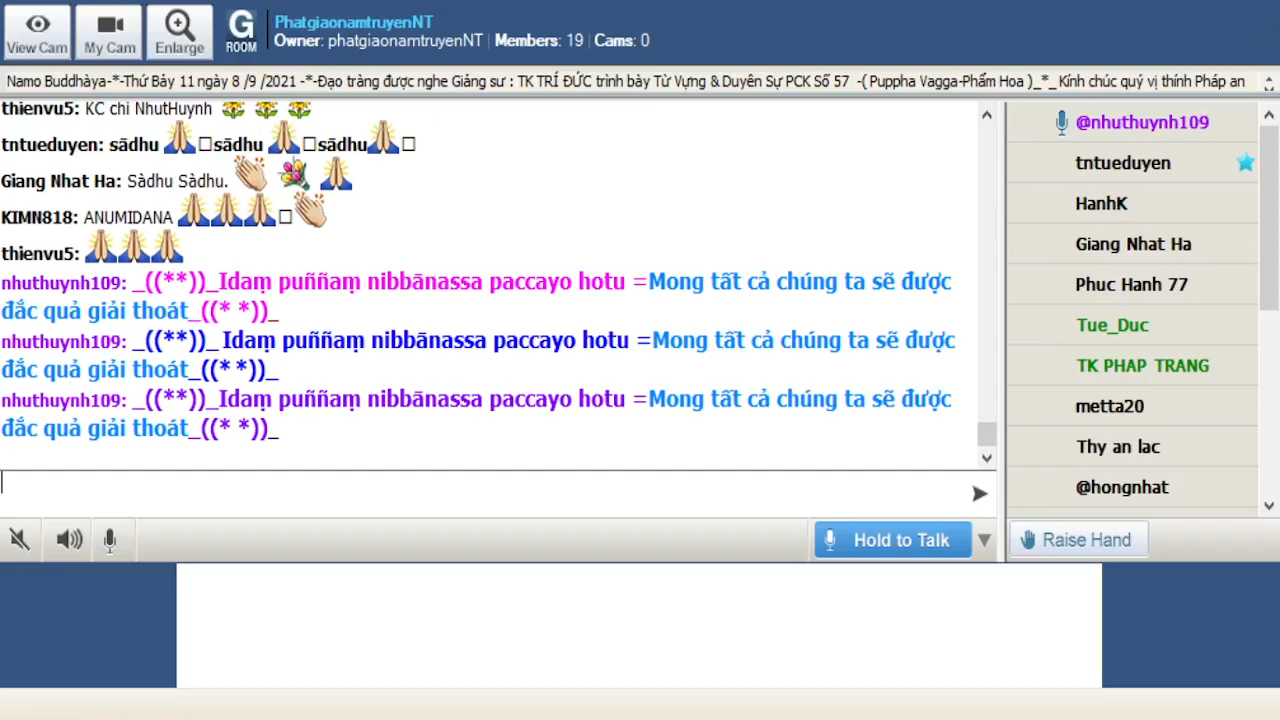 View Cam
My Cam
Enlarge
G
ROOM
PhatgiaonamtruyenNT
Owner: phatgiaonamtruyenNT | Members: 19 | Cams: 0
Namo Buddhàya-*-Thứ Bảy 11 ngày 8 /9 /2021 -*-Đạo tràng được nghe Giảng sư : TK TRÍ ĐỨC trình bày Từ Vựng & Duyên Sự PCK Số 57 -( Puppha Vagga-Phẩm Hoa )_*_ Kính chúc quý vị thính Pháp an
thienvu5: KC chi NhutHuynh
tntueduyen: sādhu sādhu sādhu
Giang Nhat Ha: Sàdhu Sàdhu.
KIMN818: ANUMIDANA
thienvu5:
nhuthuynh109: _((**))_Idaṃ puññaṃ nibbānassa paccayo hotu =Mong tất cả chúng ta sẽ được
đắc quả giải thoát_((* *))_
nhuthuynh109: _((**))_ Idaṃ puññaṃ nibbānassa paccayo hotu =Mong tất cả chúng ta sẽ được
đắc quả giải thoát_((* *))_
nhuthuynh109: _((**))_Idaṃ puññaṃ nibbānassa paccayo hotu =Mong tất cả chúng ta sẽ được
đắc quả giải thoát_((* *))_
@nhuthuynh109
tntueduyen
HanhK
Giang Nhat Ha
Phuc Hanh 77
Tue_Duc
TK PHAP TRANG
metta20
Thy an lac
@hongnhat
Hold to Talk
Raise Hand